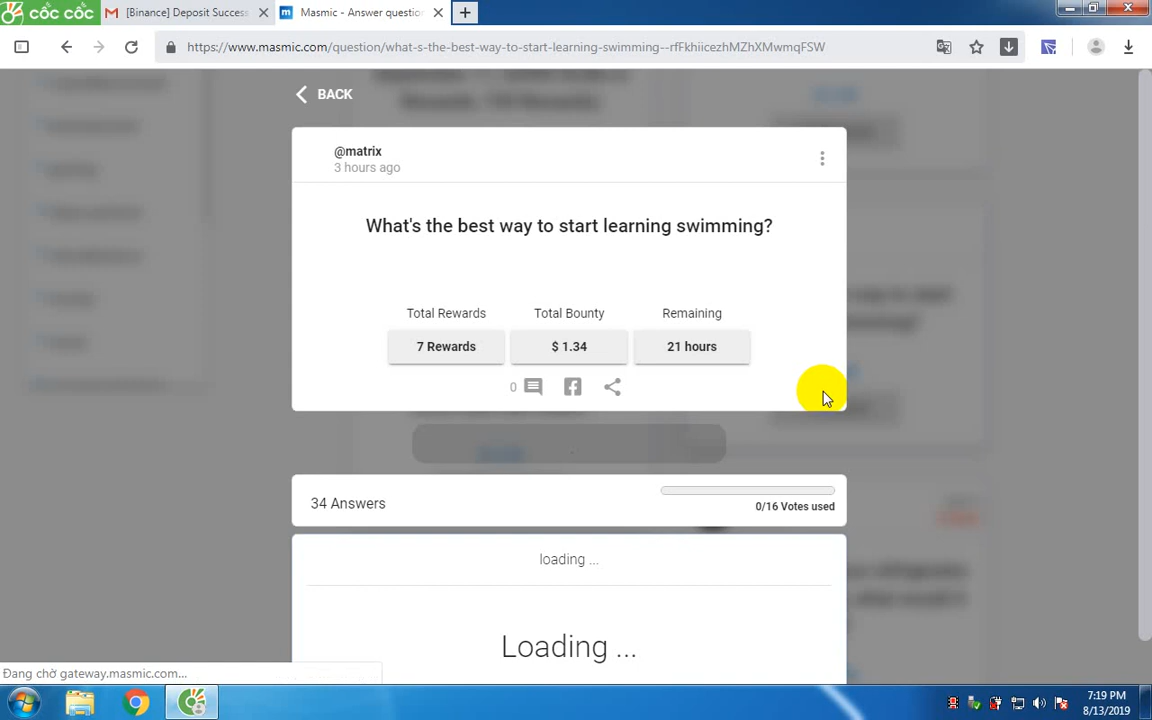 CỐC CỐC
[Binance] Deposit Success
Masmic - Answer questio
https://www.masmic.com/question/what-s-the-best-way-to-start-learning-swimming--rfFkhiicezhMZhXMwmqFSW
BACK
@matrix
3 hours ago
What's the best way to start learning swimming?
Total Rewards
Total Bounty
Remaining
7 Rewards
$ 1.34
21 hours
0
34 Answers
0/16 Votes used
loading ...
Loading ...
Đang chờ gateway.masmic.com...
7:19 PM
8/13/2019